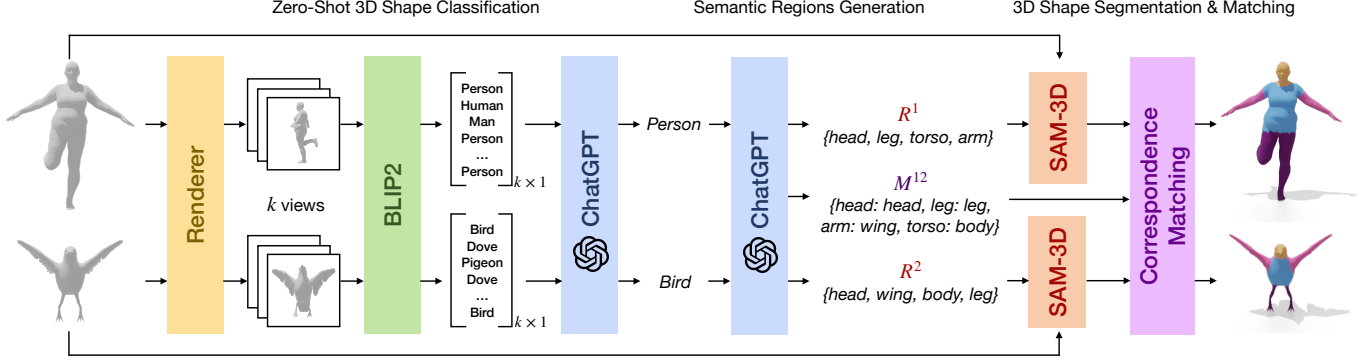 Zero-Shot 3D Shape Classification
Semantic Regions Generation
3D Shape Segmentation & Matching
Renderer
k views
BLIP2
Person
Human
Man
Person
...
Person
k × 1
Bird
Dove
Pigeon
Dove
...
Bird
k × 1
ChatGPT
Person
Bird
ChatGPT
R¹
{head, leg, torso, arm}
M¹²
{head: head, leg: leg,
arm: wing, torso: body}
R²
{head, wing, body, leg}
SAM-3D
SAM-3D
Correspondence
Matching